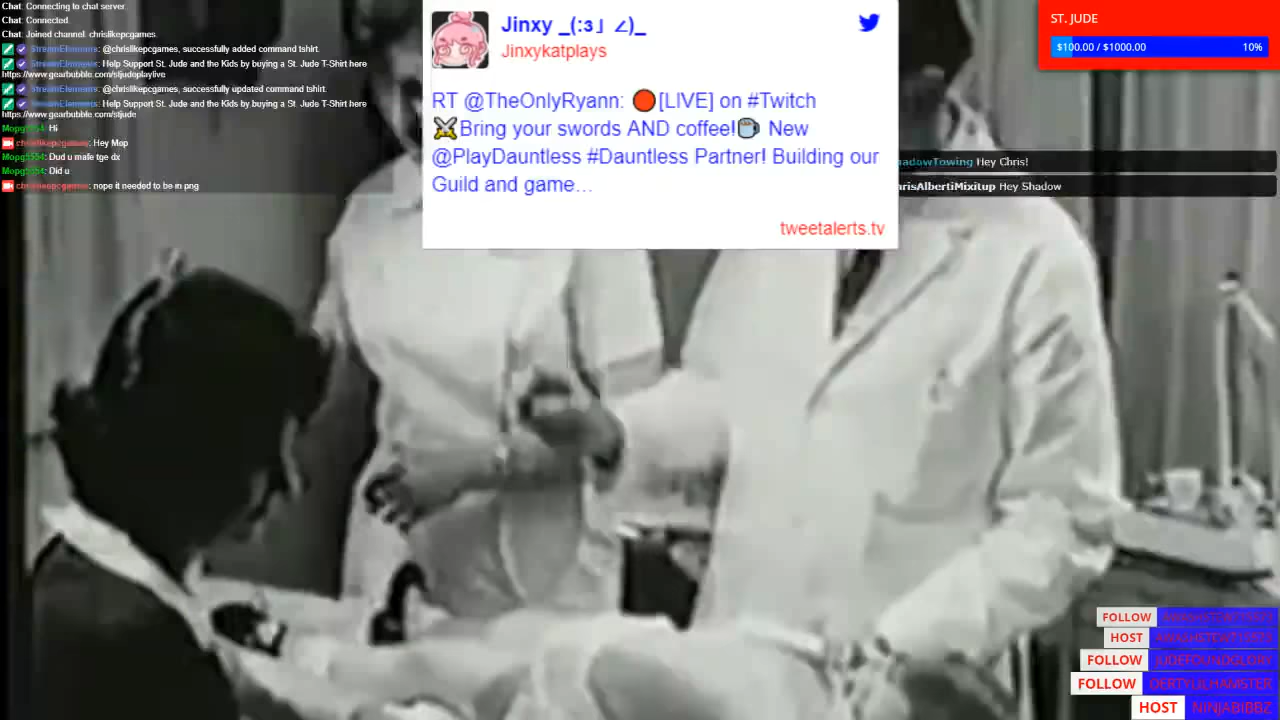 Chat: Connecting to chat server
Chat: Connected.
Chat: Joined channel: chrislikepcgames.
StreamElements: @chrislikepcgames, successfully added command tshirt.
StreamElements: Help Support St. Jude and the Kids by buying a St. Jude T-Shirt here
https://www.gearbubble.com/stjudeplaylive
StreamElements: @chrislikepcgames, successfully updated command tshirt.
StreamElements: Help Support St. Jude and the Kids by buying a St. Jude T-Shirt here
https://www.gearbubble.com/stjude
Mopg5554: Hi
chrislikepcgames: Hey Mop
Mopg5554: Dud u mafe tge dx
Mopg5554: Did u
chrislikepcgames: nope it needed to be in png
Jinxy _(:3」∠)_
Jinxykatplays
RT @TheOnlyRyann: 🔴[LIVE] on #Twitch
⚔Bring your swords AND coffee!☕ New
@PlayDauntless #Dauntless Partner! Building our
Guild and game…
tweetalerts.tv
ST. JUDE
$100.00 / $1000.00 10%
hadowTowing Hey Chris!
hrisAlbertiMixitup Hey Shadow
FOLLOW
HOST
FOLLOW JUDEFOUNDGLORY
FOLLOW DERTYLILHAMSTER
HOST NINJABIBBZ